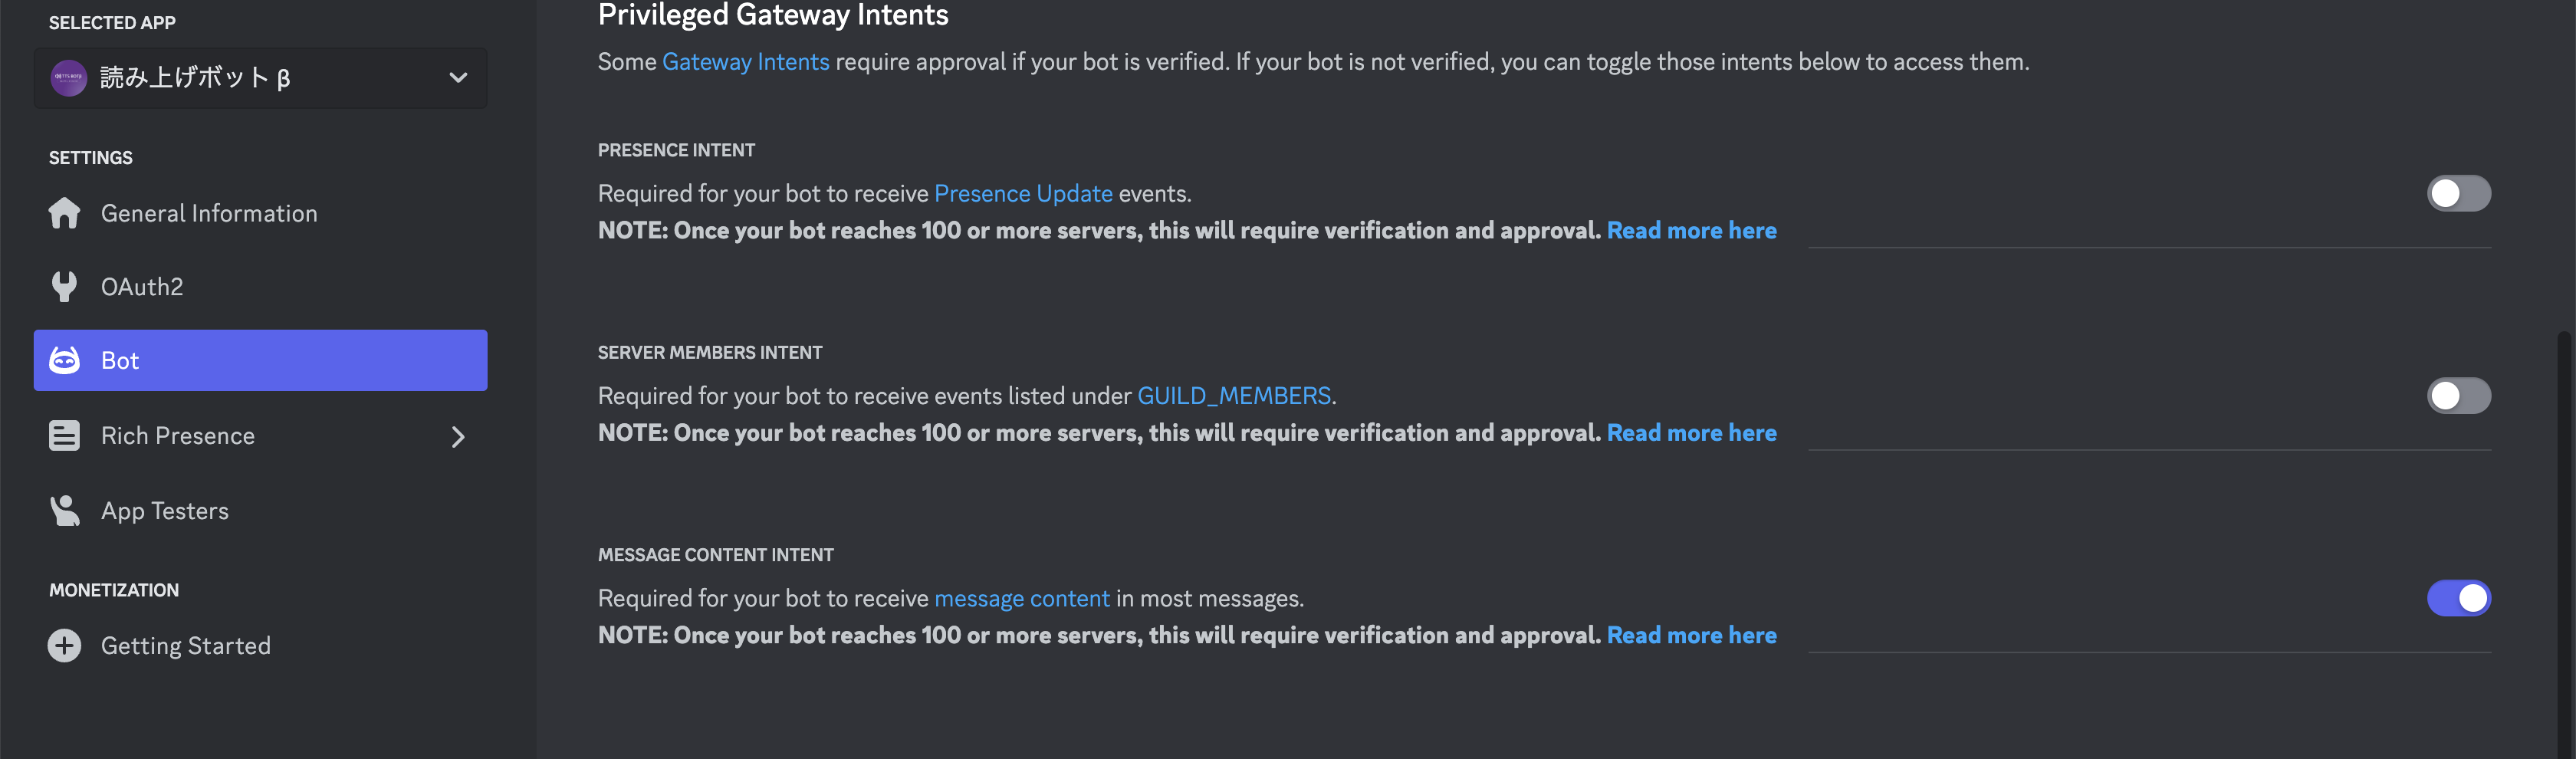 SELECTED APP
読み上げボット β
SETTINGS
General Information
OAuth2
Bot
Rich Presence
App Testers
MONETIZATION
Getting Started
Privileged Gateway Intents
Some Gateway Intents require approval if your bot is verified. If your bot is not verified, you can toggle those intents below to access them.
PRESENCE INTENT
Required for your bot to receive Presence Update events.
NOTE: Once your bot reaches 100 or more servers, this will require verification and approval. Read more here
SERVER MEMBERS INTENT
Required for your bot to receive events listed under GUILD_MEMBERS.
NOTE: Once your bot reaches 100 or more servers, this will require verification and approval. Read more here
MESSAGE CONTENT INTENT
Required for your bot to receive message content in most messages.
NOTE: Once your bot reaches 100 or more servers, this will require verification and approval. Read more here